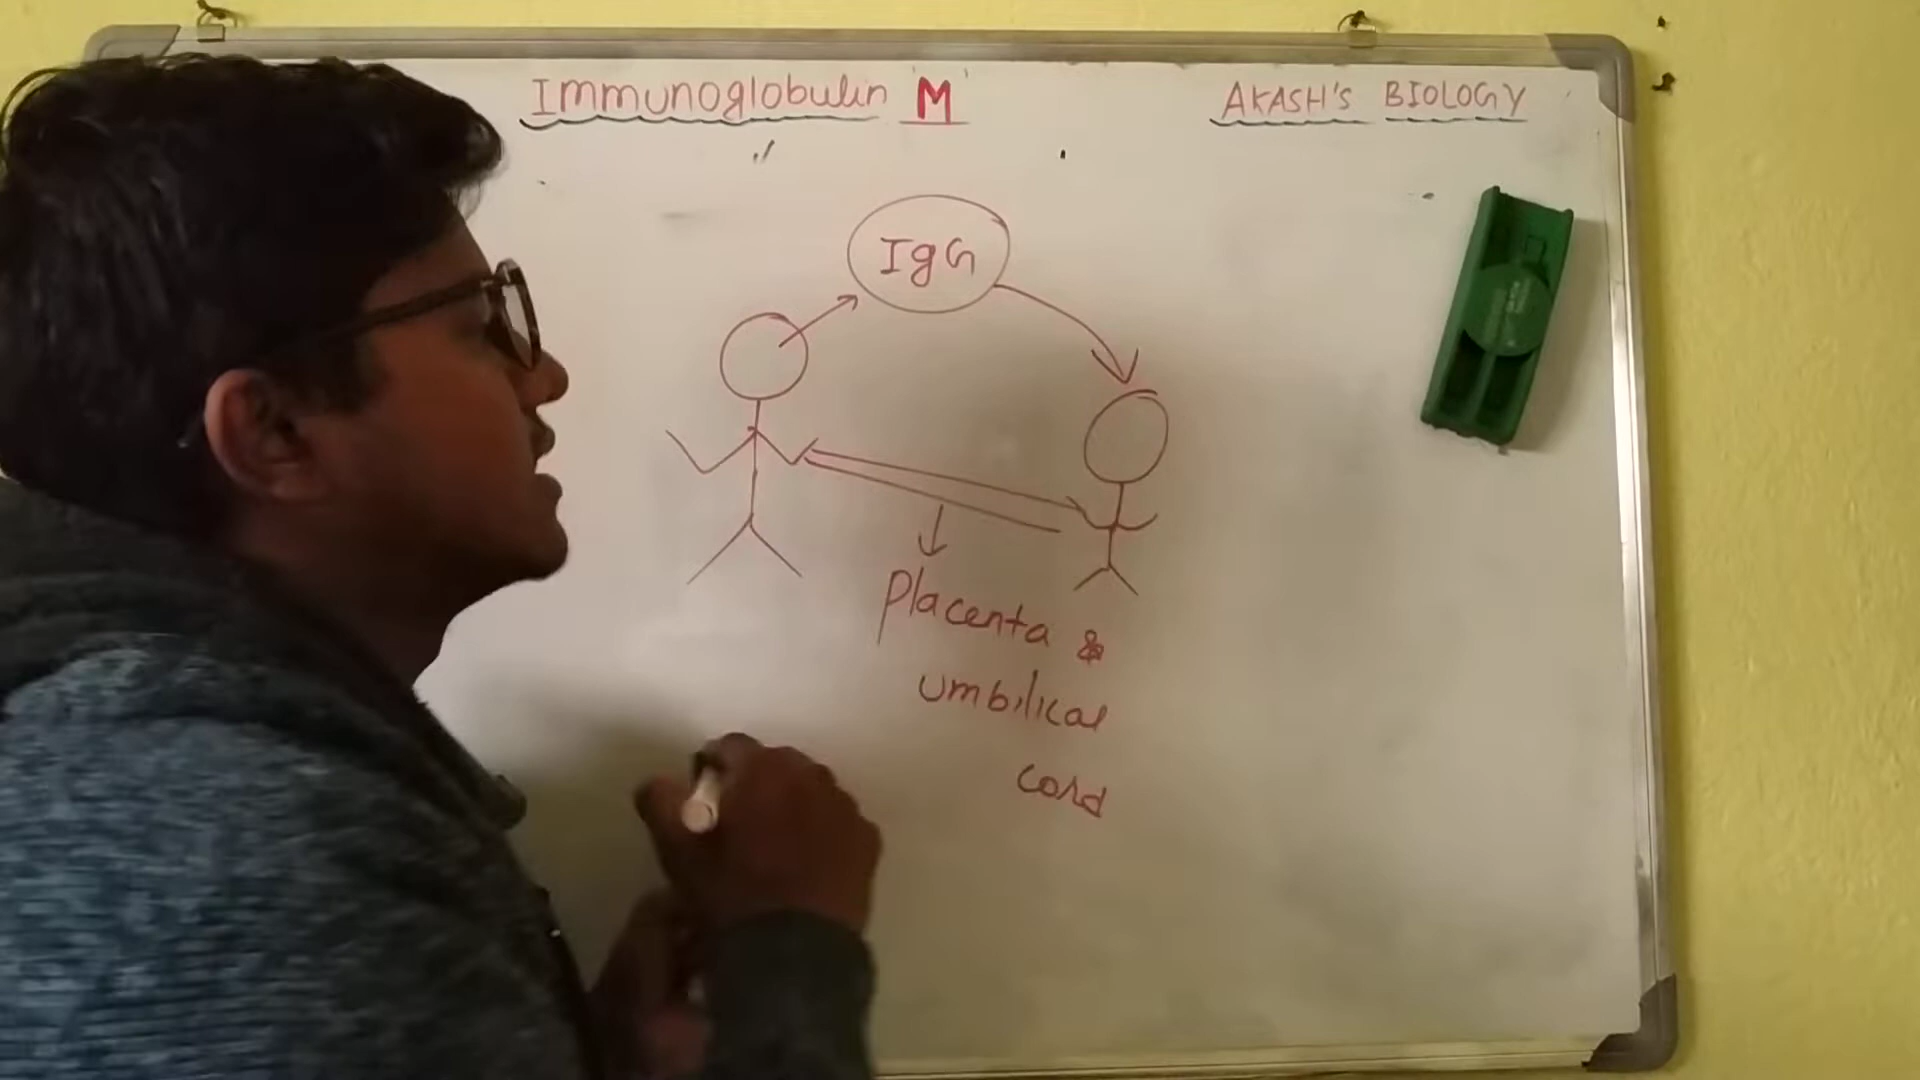 Immunoglobulin 'M'
AKASH'S BIOLOGY
IgG
Placenta &
umbilical
cord